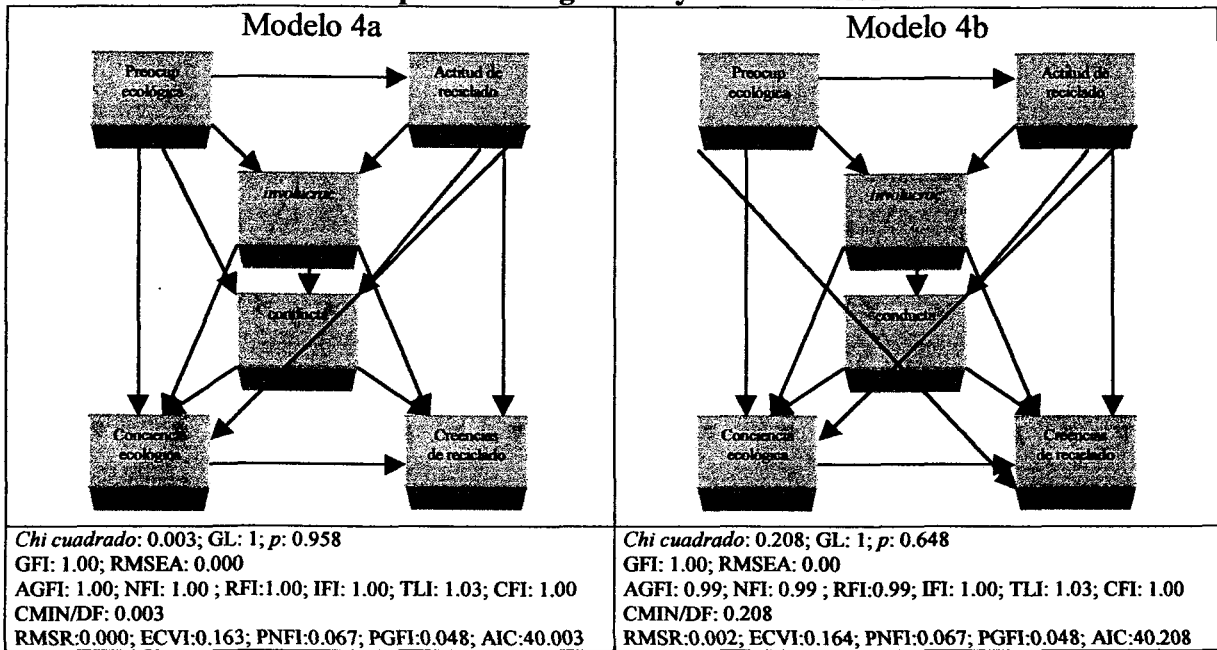 Modelo 4a
Preocup
ecológica
Actitud de
reciclado
involucrac
conducta
Conciencia
ecológica
Creencias
de reciclado
Chi cuadrado: 0.003; GL: 1; p: 0.958
GFI: 1.00; RMSEA: 0.000
AGFI: 1.00; NFI: 1.00 ; RFI:1.00; IFI: 1.00; TLI: 1.03; CFI: 1.00
CMIN/DF: 0.003
RMSR:0.000; ECVI:0.163; PNFI:0.067; PGFI:0.048; AIC:40.003
Modelo 4b
Preocup
ecológica
Actitud de
reciclado
involucrac
conducta
Conciencia
ecológica
Creencias
de reciclado
Chi cuadrado: 0.208; GL: 1; p: 0.648
GFI: 1.00; RMSEA: 0.00
AGFI: 0.99; NFI: 0.99 ; RFI:0.99; IFI: 1.00; TLI: 1.03; CFI: 1.00
CMIN/DF: 0.208
RMSR:0.002; ECVI:0.164; PNFI:0.067; PGFI:0.048; AIC:40.208